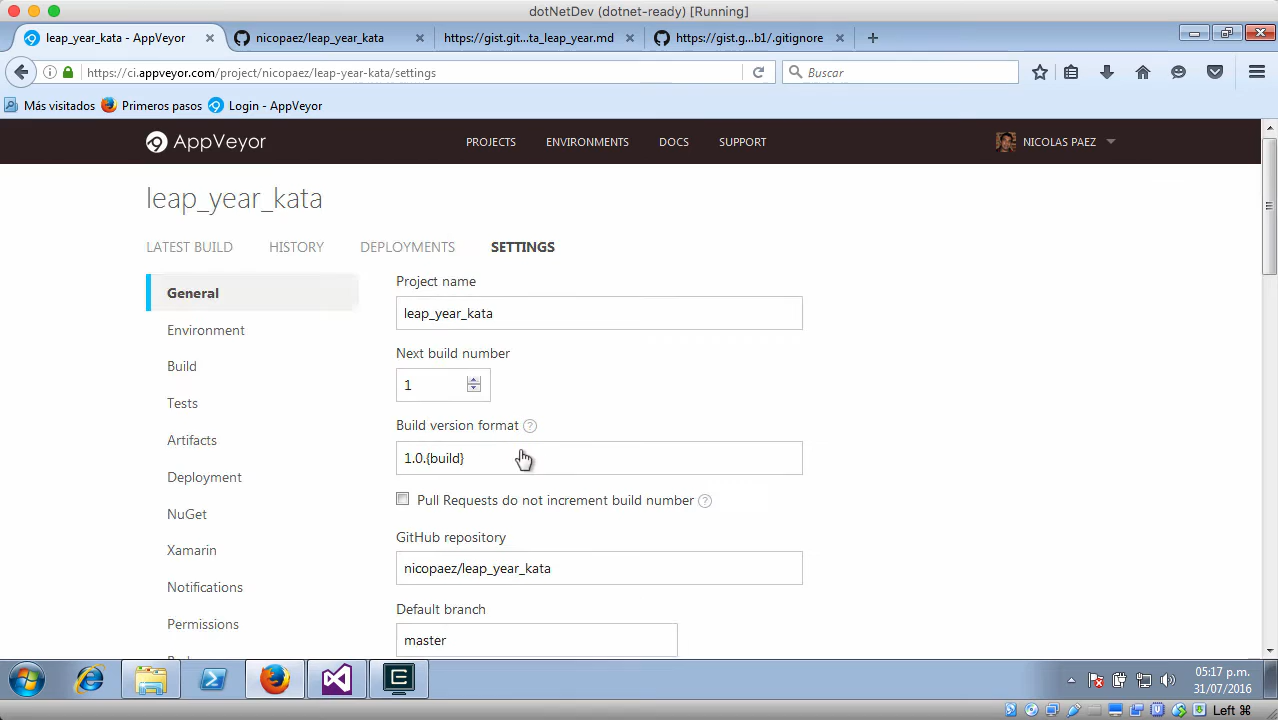 dotNetDev (dotnet-ready) [Running]
leap_year_kata - AppVeyor
nicopaez/leap_year_kata
https://gist.git...ta_leap_year.md
https://gist.g...b1/.gitignore
https://ci.appveyor.com/project/nicopaez/leap-year-kata/settings
Buscar
Más visitados
Primeros pasos
Login - AppVeyor
AppVeyor
PROJECTS
ENVIRONMENTS
DOCS
SUPPORT
NICOLAS PAEZ
leap_year_kata
LATEST BUILD
HISTORY
DEPLOYMENTS
SETTINGS
General
Environment
Build
Tests
Artifacts
Deployment
NuGet
Xamarin
Notifications
Permissions
Project name
leap_year_kata
Next build number
1
Build version format
1.0.{build}
Pull Requests do not increment build number
GitHub repository
nicopaez/leap_year_kata
Default branch
master
05:17 p.m.
31/07/2016
Left ⌘